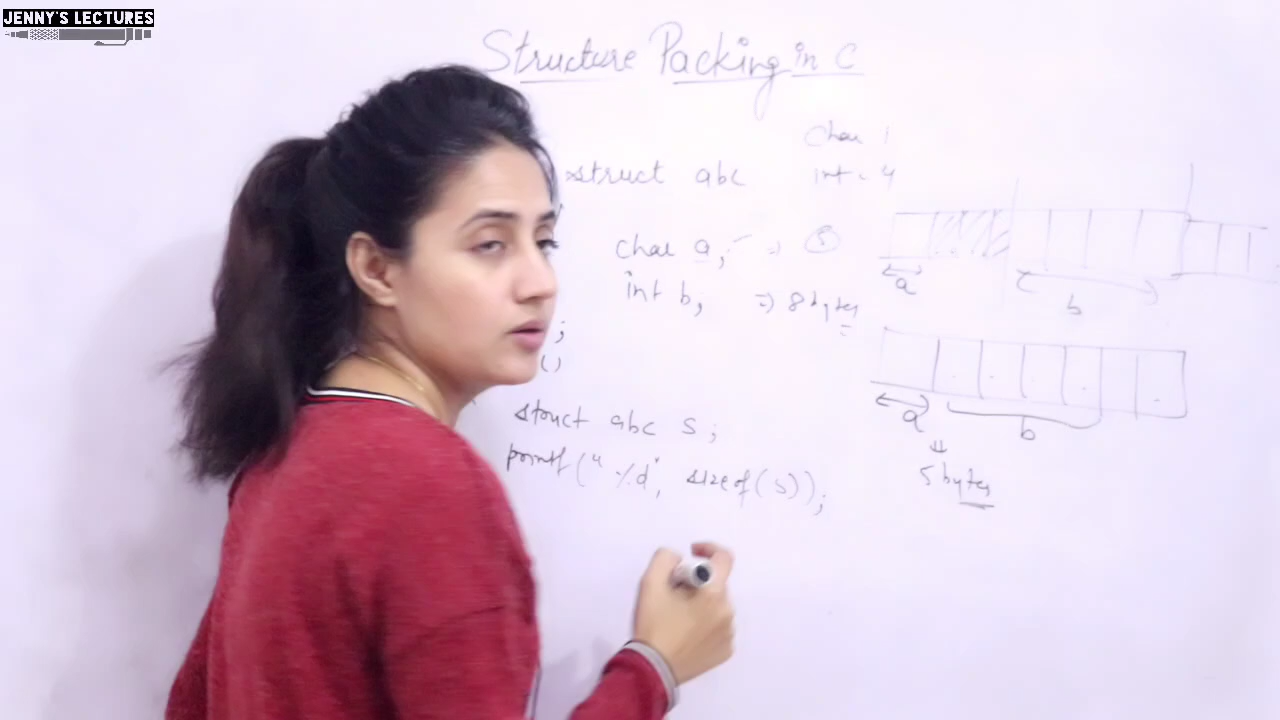 JENNY'S LECTURES
Structure Packing in C
char 1
struct abc
int - 4
char a; => 5
int b; => 8 bytes
a
b
;
()
a
b
struct abc s;
printf("%d", sizeof(s));
5 bytes